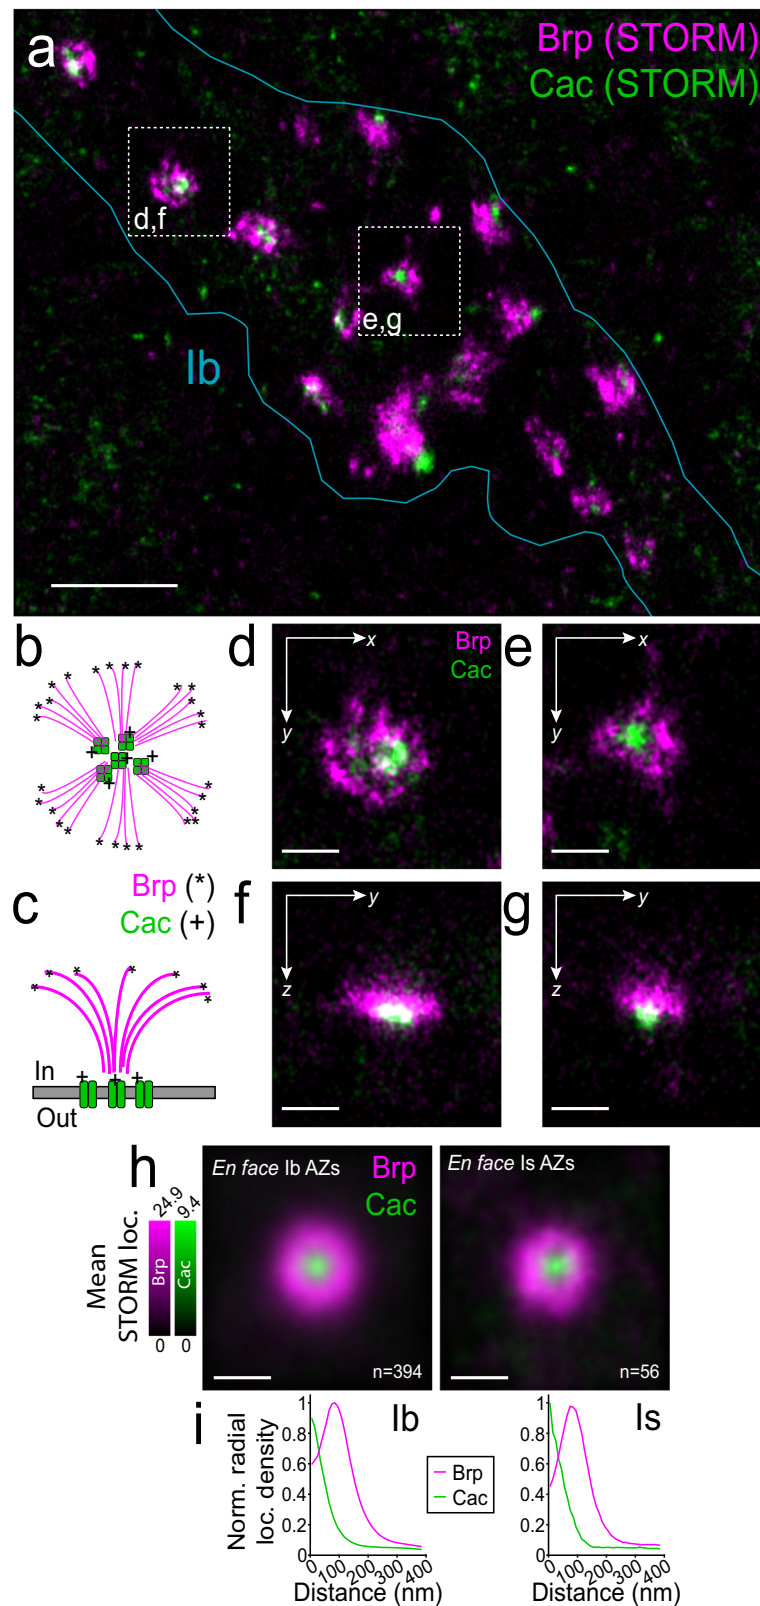 a
Brp (STORM)
Cac (STORM)
d,f
e,g
Ib
b
d
x
y
Brp
Cac
e
x
y
c
Brp (*)
Cac (+)
In
Out
f
y
z
g
y
z
h
Mean
STORM loc.
24.9
9.4
Brp
Cac
0
0
En face Ib AZs
Brp
Cac
n=394
En face Is AZs
n=56
i
Norm. radial
loc. density
1
0.8
0.6
0.4
0.2
0
Ib
0
100
200
300
400
Distance (nm)
Brp
Cac
1
0.8
0.6
0.4
0.2
0
Is
0
100
200
300
400
Distance (nm)